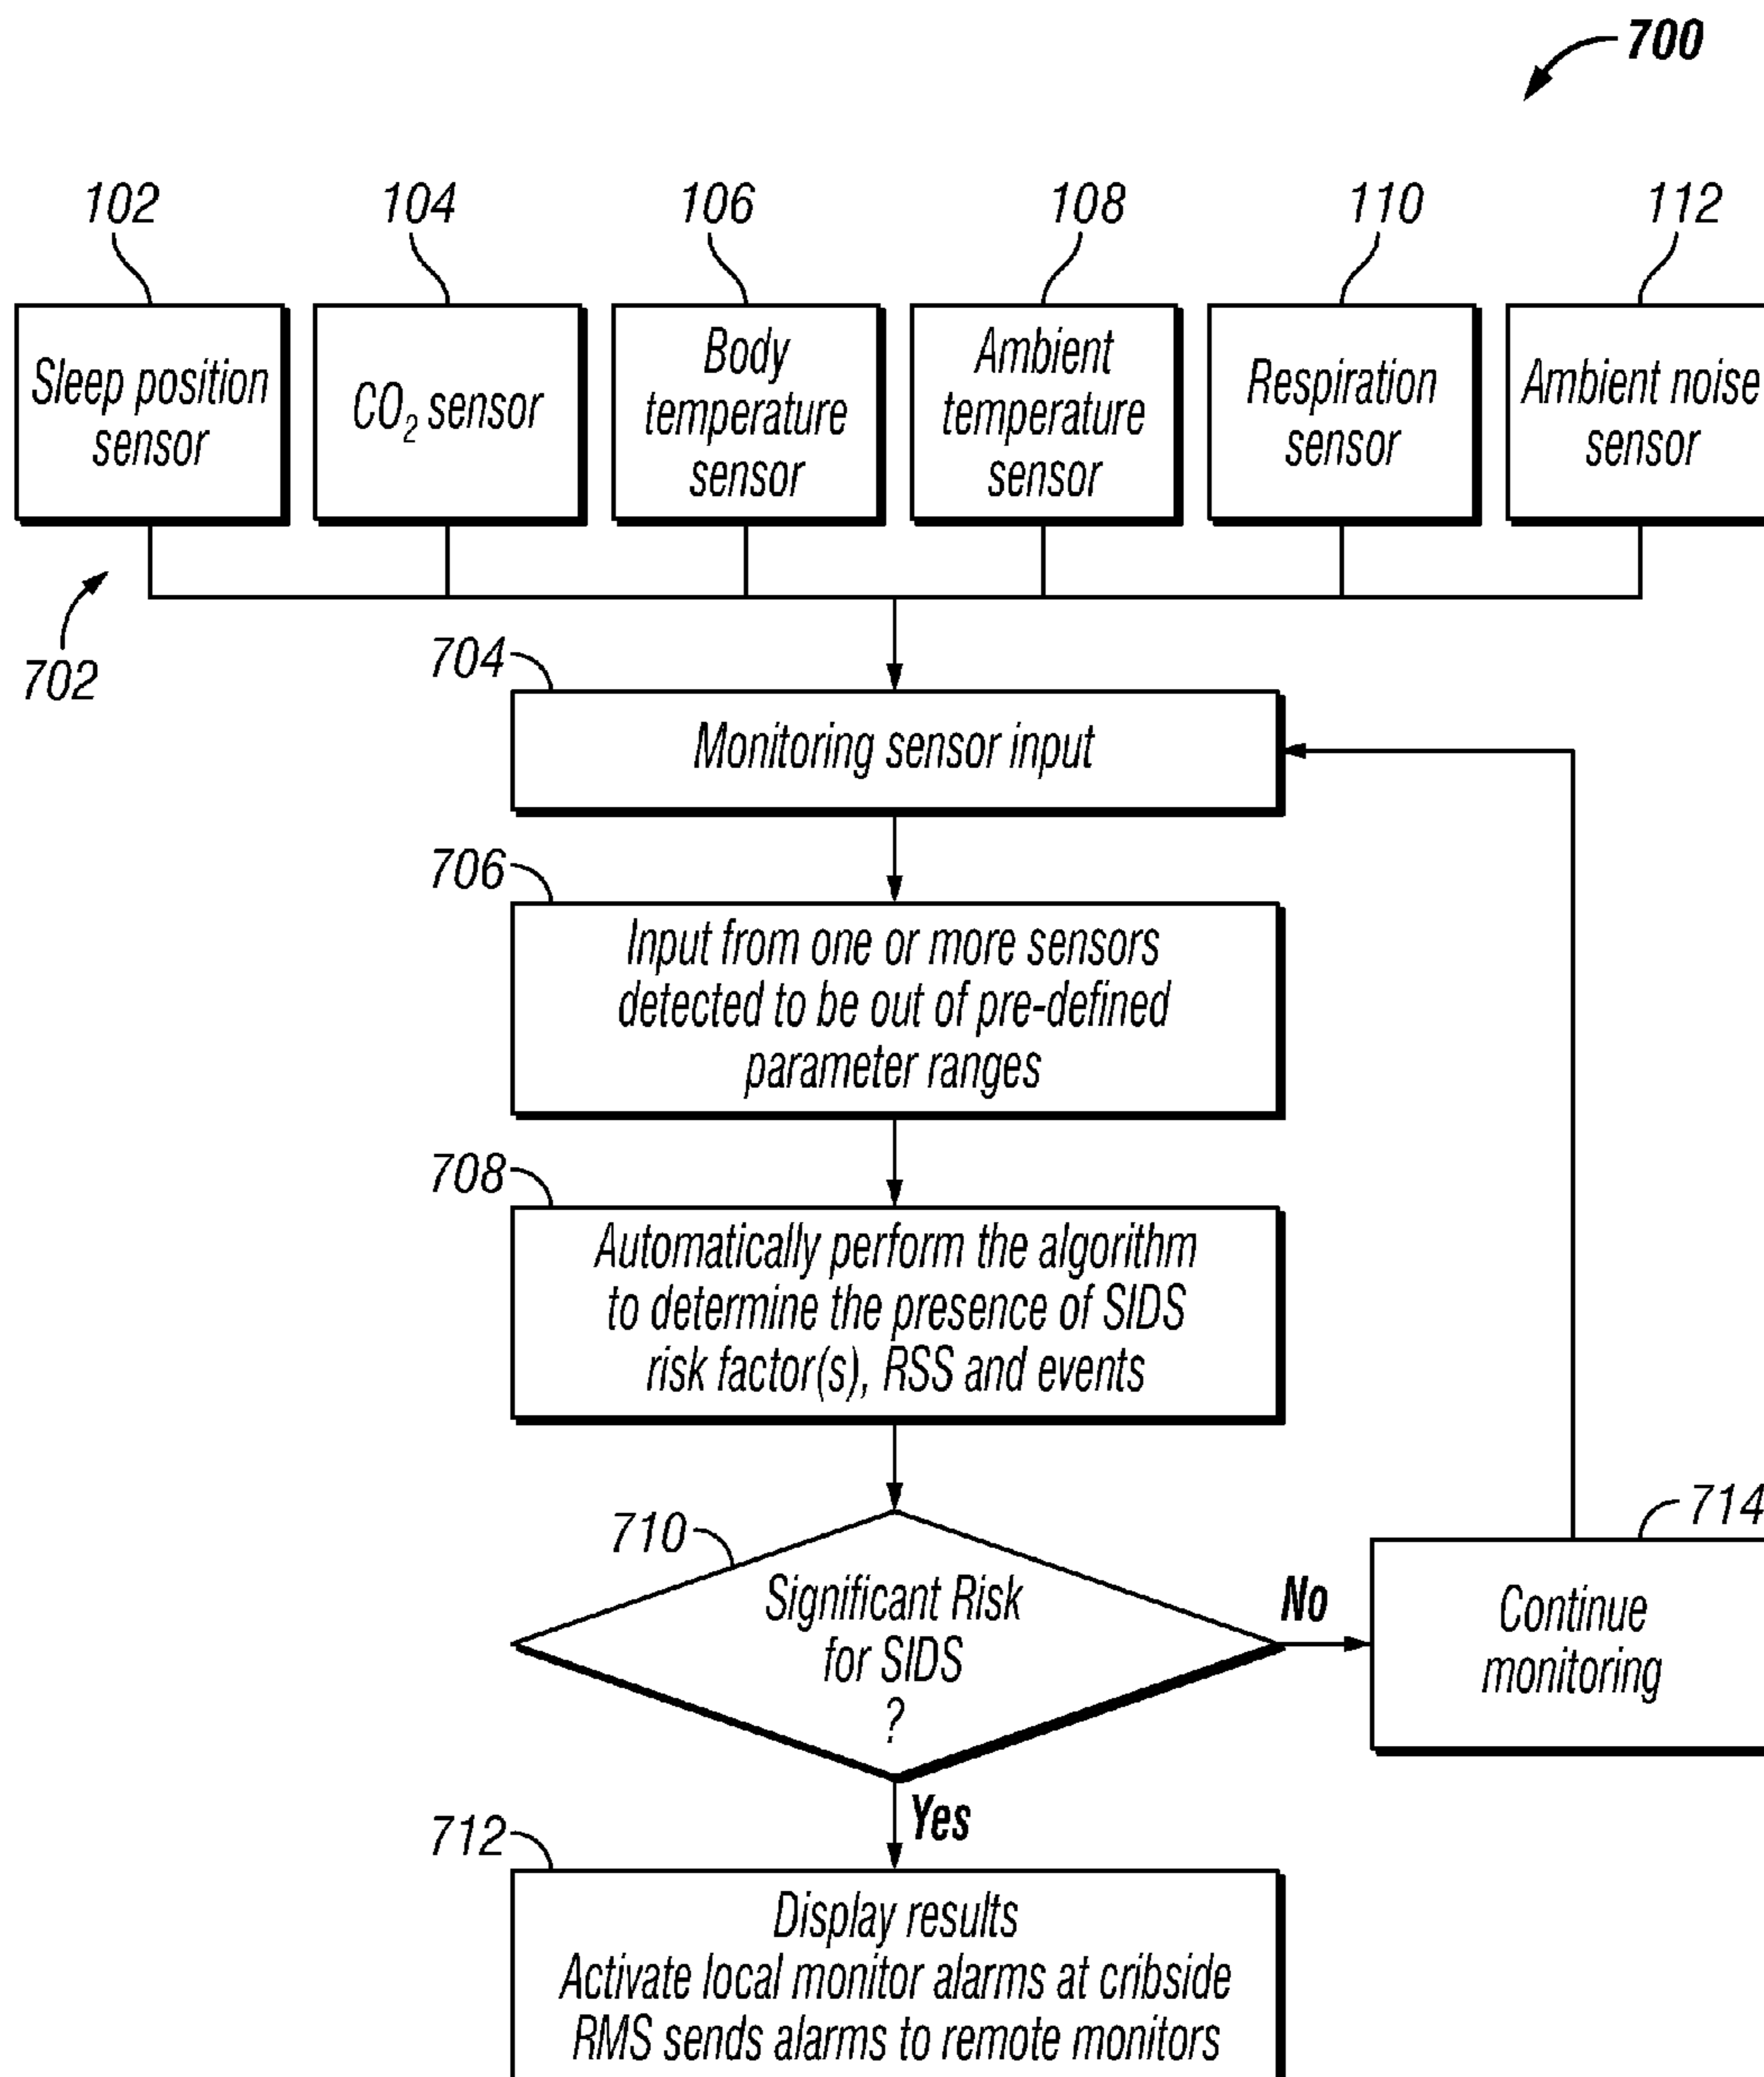 700
102
104
106
108
110
112
Sleep position
sensor
CO₂ sensor
Body
temperature
sensor
Ambient
temperature
sensor
Respiration
sensor
Ambient noise
sensor
702
704
Monitoring sensor input
706
Input from one or more sensors
detected to be out of pre-defined
parameter ranges
708
Automatically perform the algorithm
to determine the presence of SIDS
risk factor(s), RSS and events
710
Significant Risk
for SIDS
?
No
714
Continue
monitoring
Yes
712
Display results
Activate local monitor alarms at cribside
RMS sends alarms to remote monitors